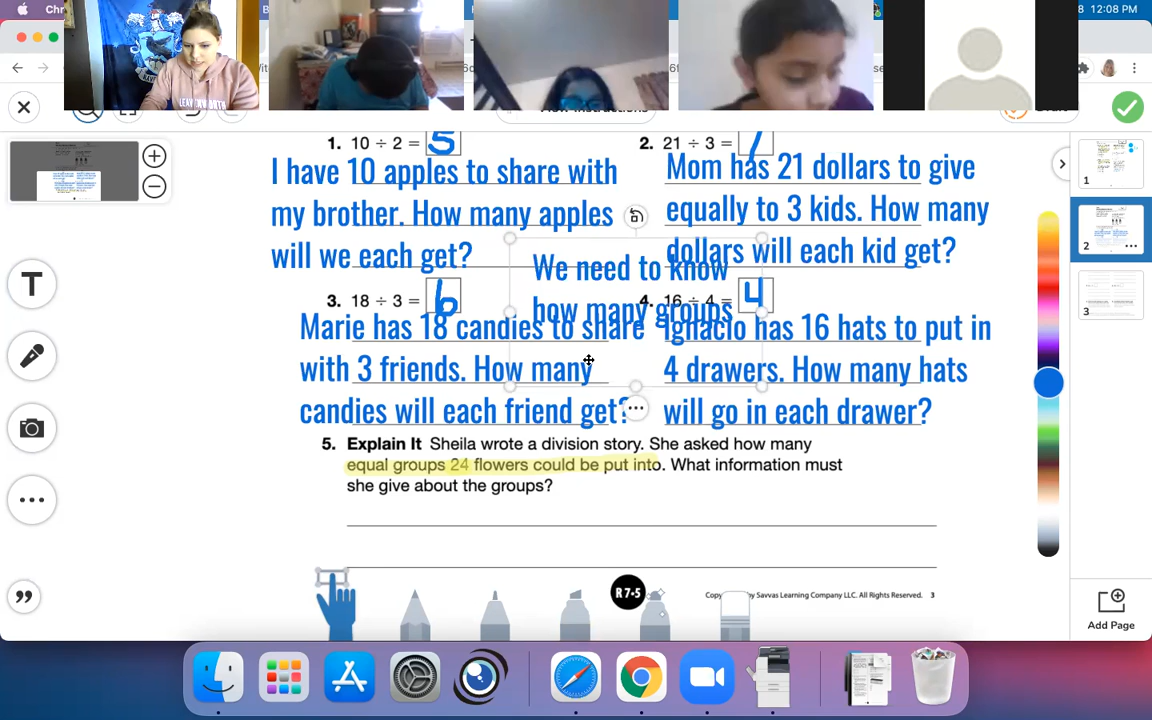 Chr
8 12:08 PM
1. 10 ÷ 2 = 5
I have 10 apples to share with
my brother. How many apples
will we each get?
2. 21 ÷ 3 = 7
Mom has 21 dollars to give
equally to 3 kids. How many
dollars will each kid get?
We need to know
how many groups
3. 18 ÷ 3 = 6
Marie has 18 candies to share
with 3 friends. How many
candies will each friend get?
4. 16 ÷ 4 = 4
Ignacio has 16 hats to put in
4 drawers. How many hats
will go in each drawer?
5. Explain It Sheila wrote a division story. She asked how many
equal groups 24 flowers could be put into. What information must
she give about the groups?
R 7-5
by Savvas Learning Company LLC. All Rights Reserved. 3
T
1
2
3
Add Page